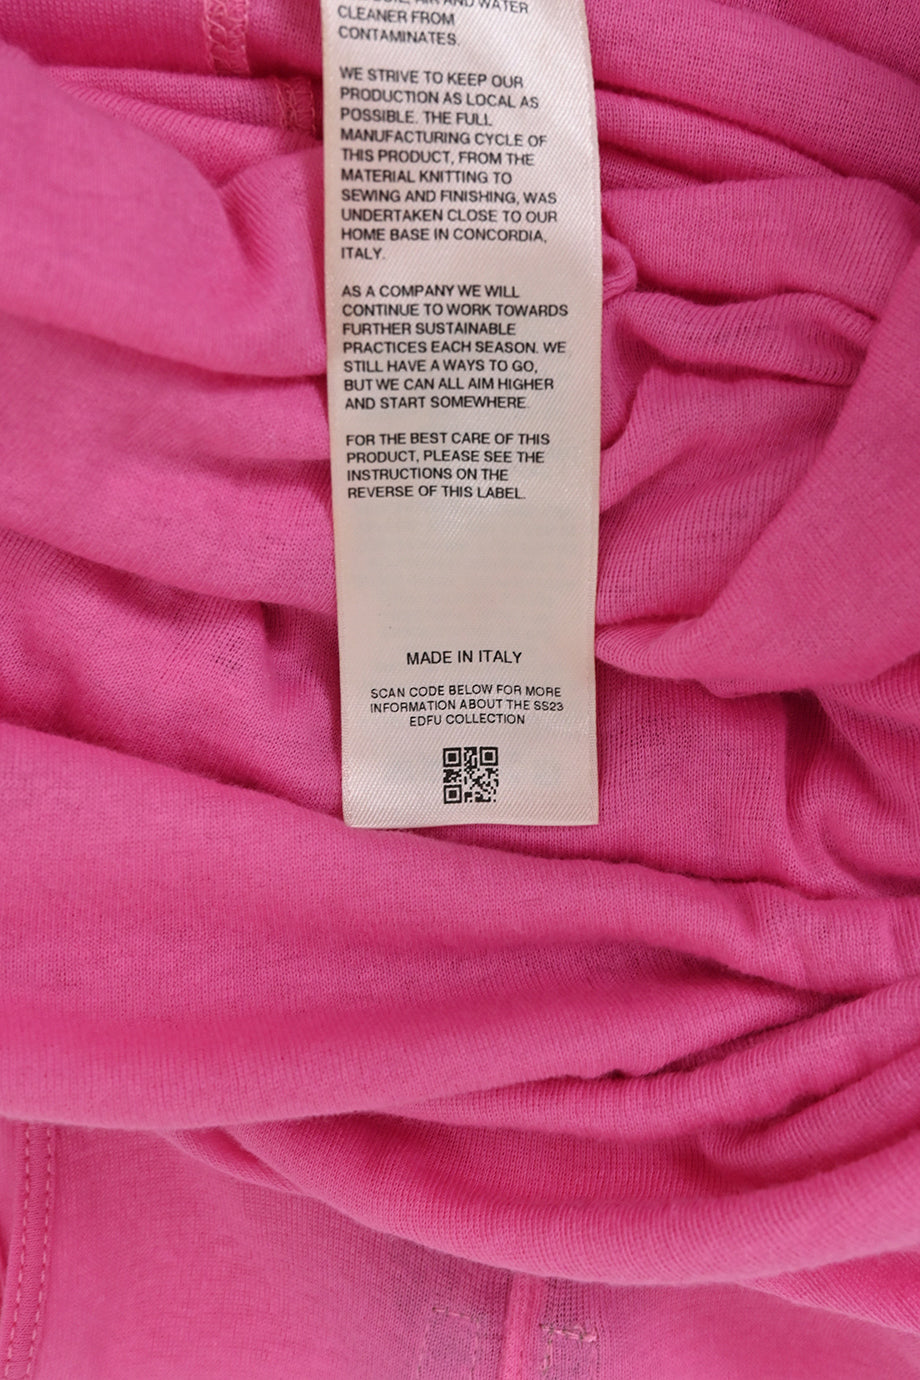 AIR AND WATER
CLEANER FROM
CONTAMINATES.
WE STRIVE TO KEEP OUR
PRODUCTION AS LOCAL AS
POSSIBLE. THE FULL
MANUFACTURING CYCLE OF
THIS PRODUCT, FROM THE
MATERIAL KNITTING TO
SEWING AND FINISHING, WAS
UNDERTAKEN CLOSE TO OUR
HOME BASE IN CONCORDIA,
ITALY.
AS A COMPANY WE WILL
CONTINUE TO WORK TOWARDS
FURTHER SUSTAINABLE
PRACTICES EACH SEASON. WE
STILL HAVE A WAYS TO GO,
BUT WE CAN ALL AIM HIGHER
AND START SOMEWHERE.
FOR THE BEST CARE OF THIS
PRODUCT, PLEASE SEE THE
INSTRUCTIONS ON THE
REVERSE OF THIS LABEL.
MADE IN ITALY
SCAN CODE BELOW FOR MORE
INFORMATION ABOUT THE SS23
EDFU COLLECTION